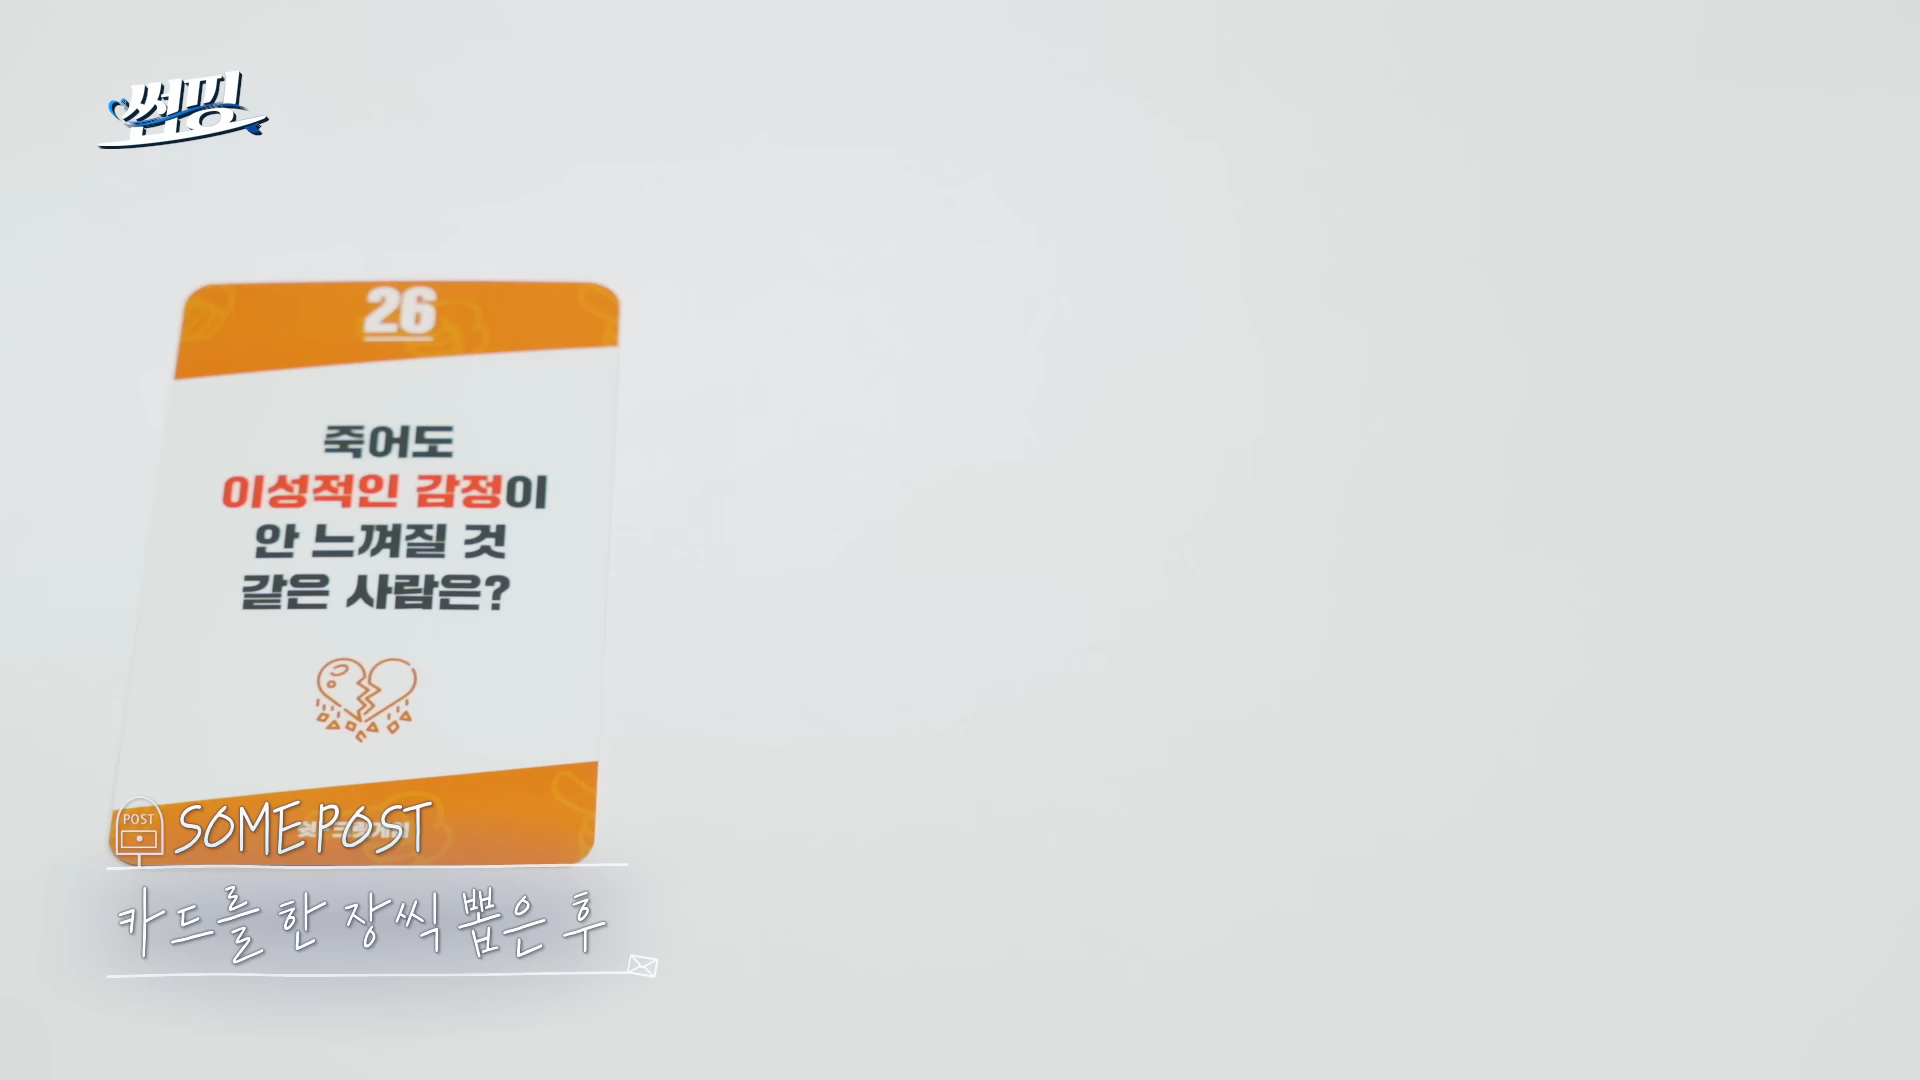 썸핑
26
죽어도
이성적인 감정이
안 느껴질 것
같은 사람은?
POST
SOMEPOST
카드를 한 장씩 뽑은 후